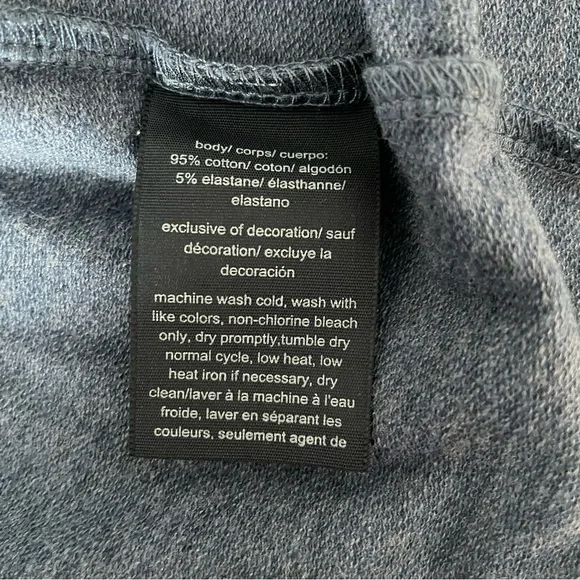 body/ corps/ cuerpo:
95% cotton/ coton/ algodón
5% elastane/ élasthanne/
elastano
exclusive of decoration/ sauf
décoration/ excluye la
decoración
machine wash cold, wash with
like colors, non-chlorine bleach
only, dry promptly,tumble dry
normal cycle, low heat, low
heat iron if necessary, dry
clean/laver à la machine à l'eau
froide, laver en séparant les
couleurs, seulement agent de